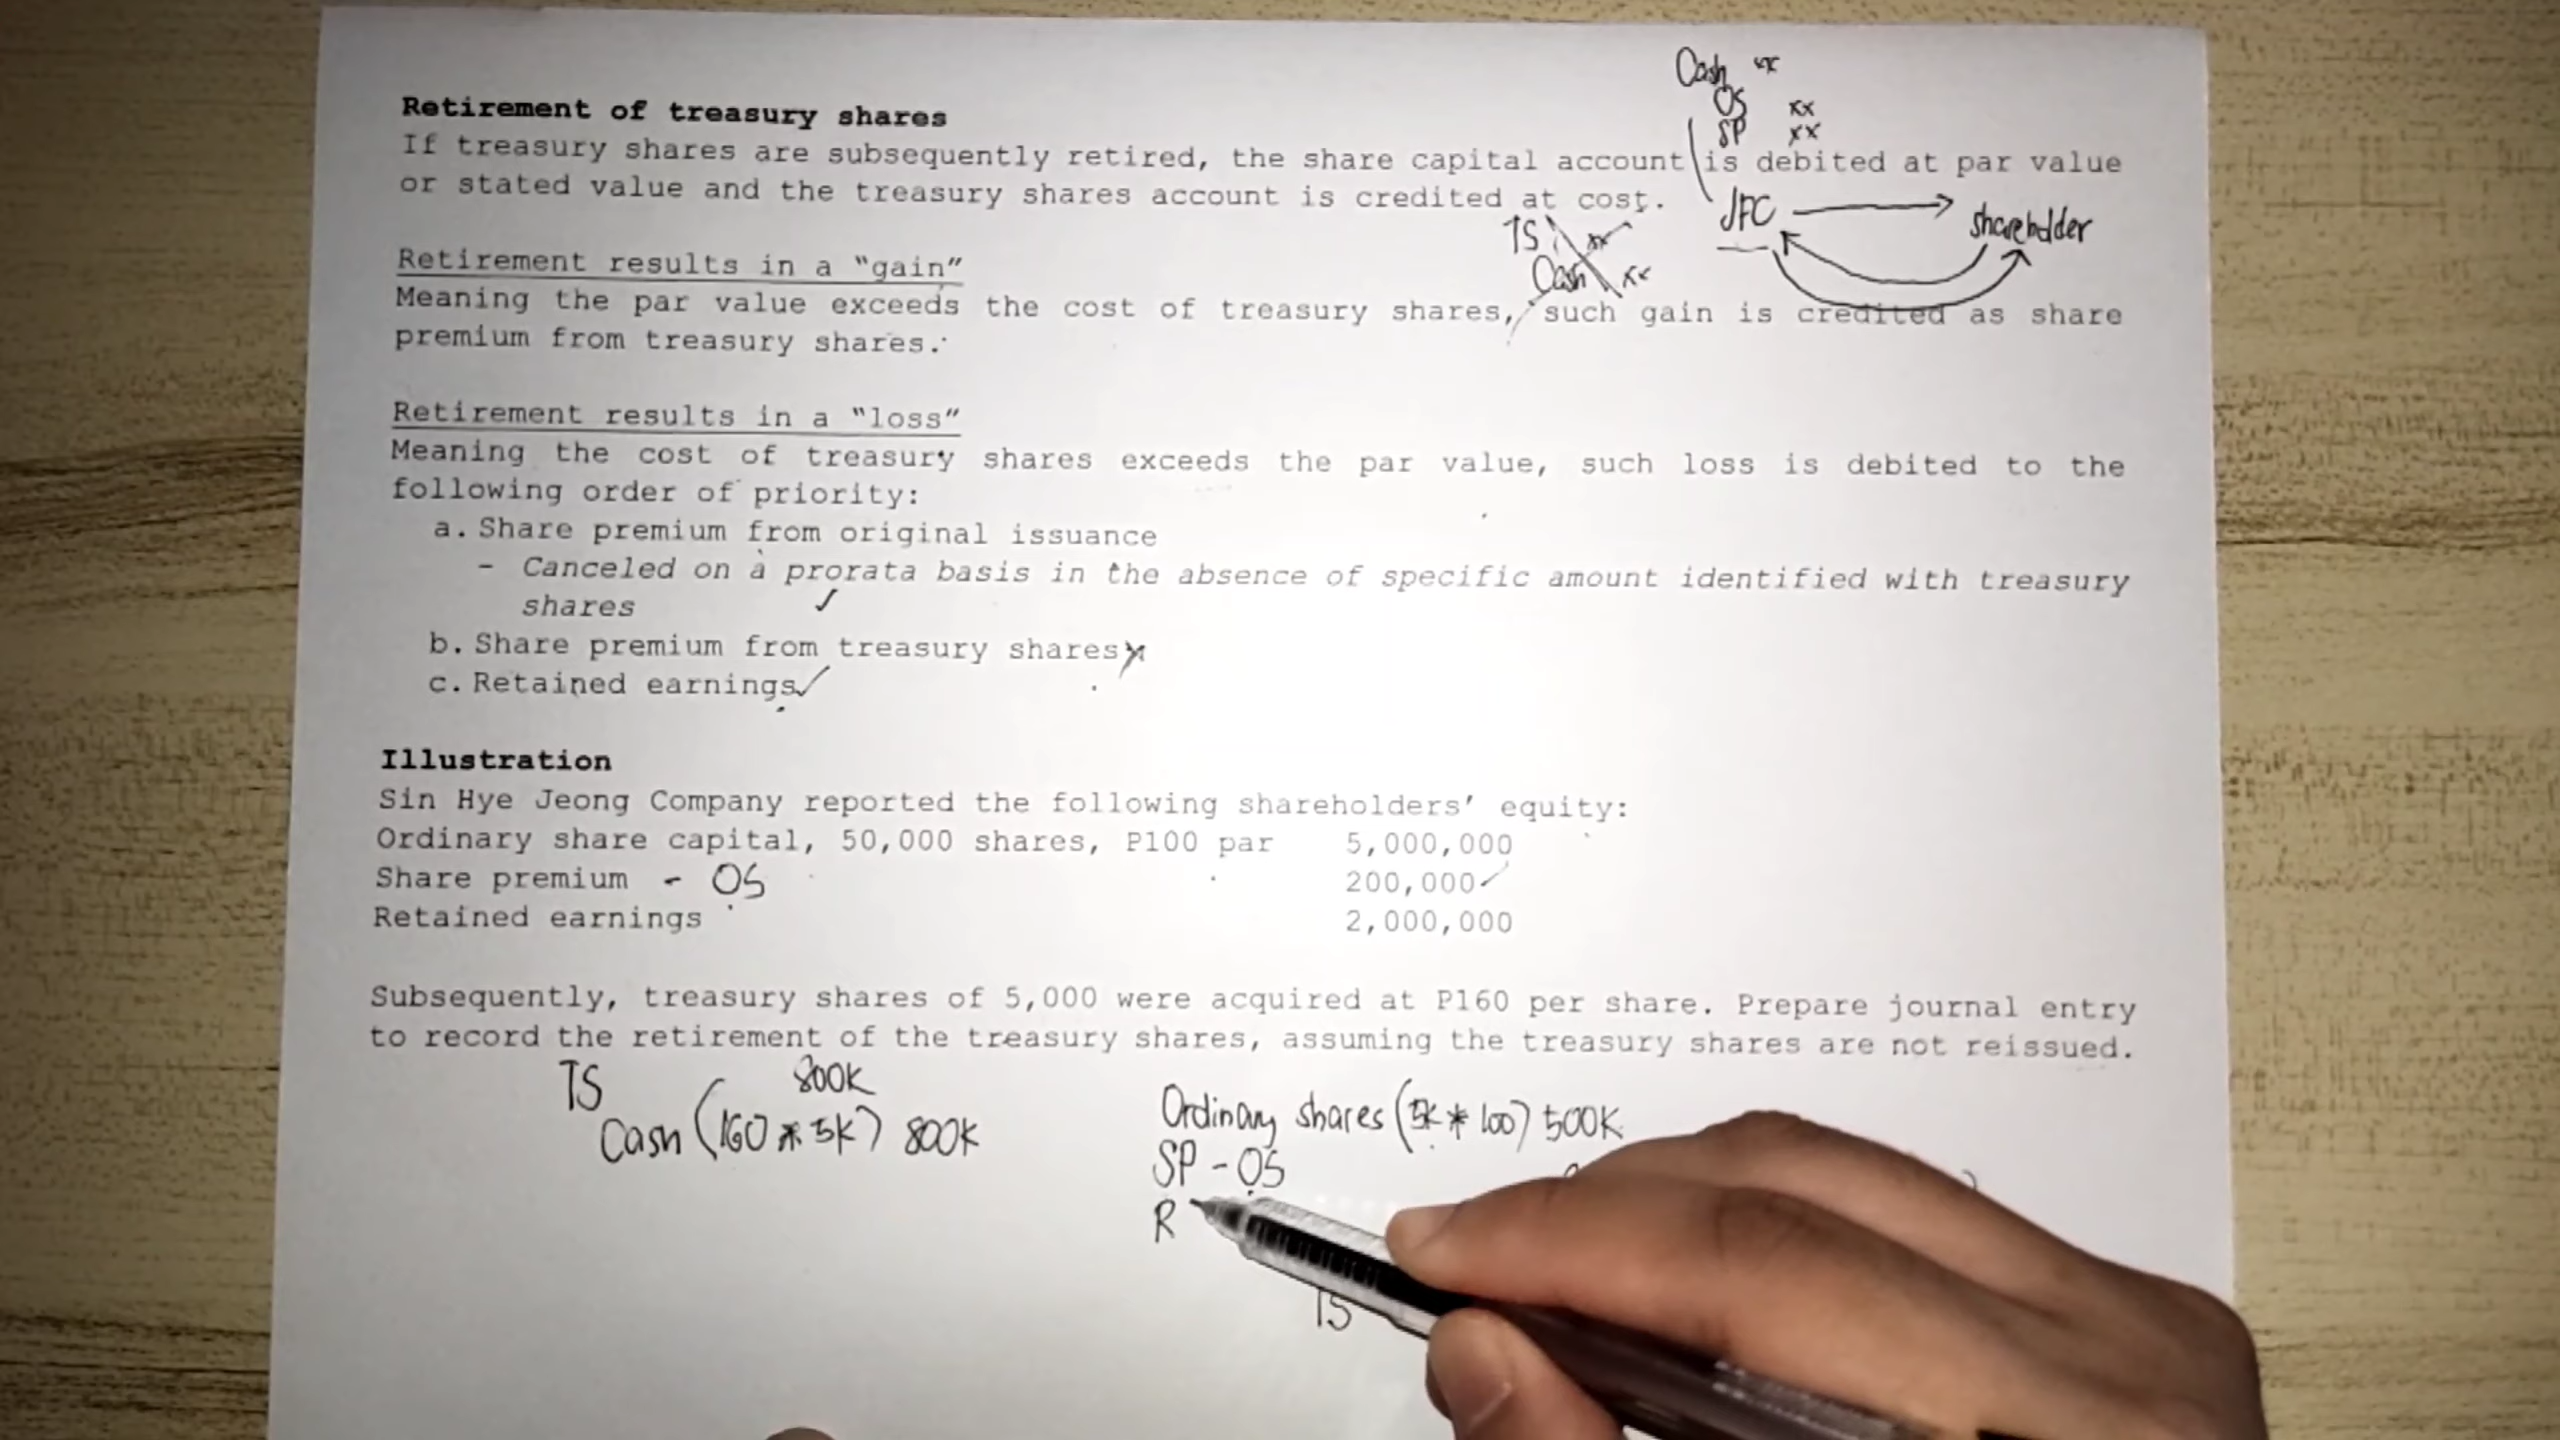 Cash xx
OS xx
SP xx
Retirement of treasury shares
If treasury shares are subsequently retired, the share capital account is debited at par value
or stated value and the treasury shares account is credited at cost.
JFC shareholder
TS xx
Cash xx
Retirement results in a “gain”
Meaning the par value exceeds the cost of treasury shares, such gain is credited as share
premium from treasury shares.
Retirement results in a “loss”
Meaning the cost of treasury shares exceeds the par value, such loss is debited to the
following order of priority:
a. Share premium from original issuance
- Canceled on a prorata basis in the absence of specific amount identified with treasury
shares
b. Share premium from treasury shares
c. Retained earnings
Illustration
Sin Hye Jeong Company reported the following shareholders’ equity:
Ordinary share capital, 50,000 shares, P100 par 5,000,000
Share premium - OS 200,000
Retained earnings 2,000,000
Subsequently, treasury shares of 5,000 were acquired at P160 per share. Prepare journal entry
to record the retirement of the treasury shares, assuming the treasury shares are not reissued.
TS 800K
Cash (160 * 5K) 800K
Ordinary shares (5K * 100) 500K
SP - OS
R
TS